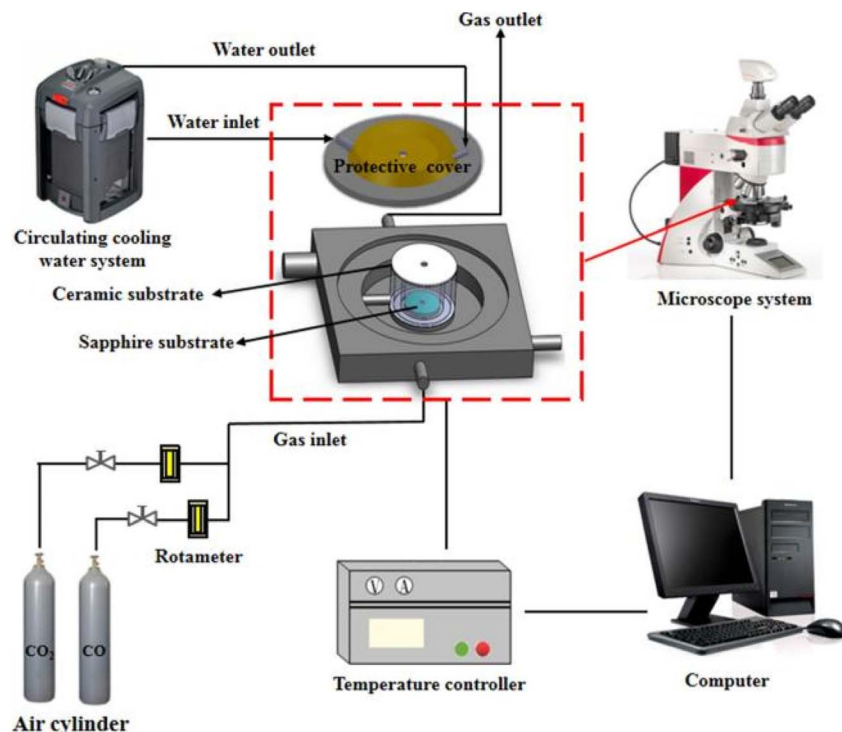 Gas outlet
Water outlet
Water inlet
Protective cover
Circulating cooling
water system
Ceramic substrate
Sapphire substrate
Microscope system
Gas inlet
Rotameter
V A
CO₂ CO
Temperature controller
Computer
Air cylinder